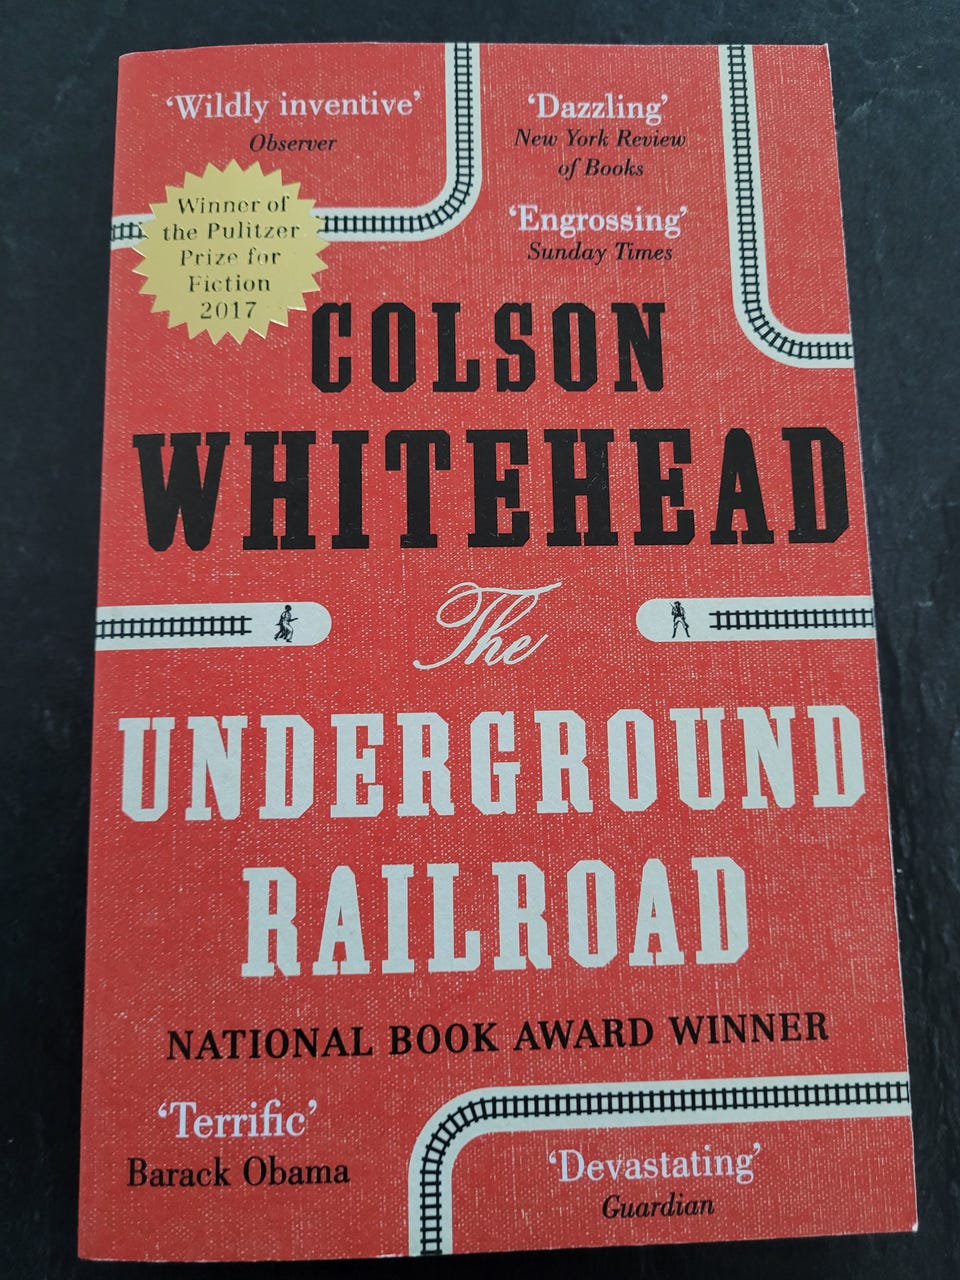 ‘Wildly inventive’
Observer
‘Dazzling’
New York Review
of Books
‘Engrossing’
Sunday Times
Winner of
the Pulitzer
Prize for
Fiction
2017
COLSON
WHITEHEAD
The
UNDERGROUND
RAILROAD
NATIONAL BOOK AWARD WINNER
‘Terrific’
Barack Obama
‘Devastating’
Guardian